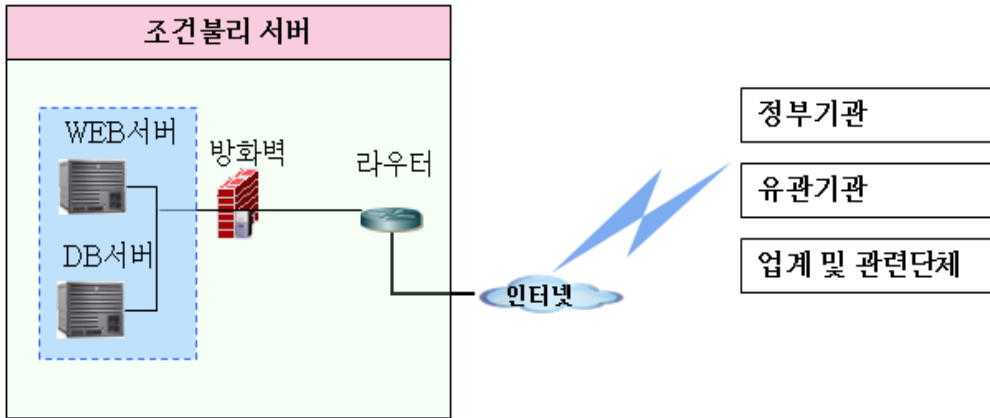 조건불리 서버
WEB서버
방화벽
라우터
DB서버
인터넷
정부기관
유관기관
업계 및 관련단체